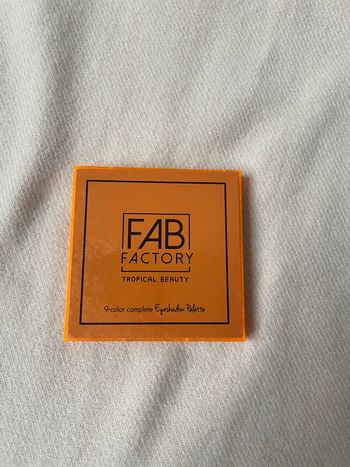 FAB
FACTORY
TROPICAL BEAUTY
9-color complete Eyeshadow Palette